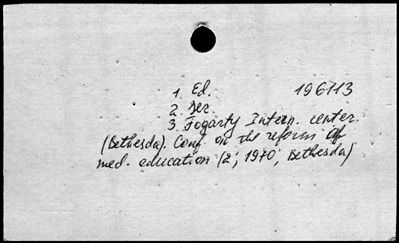 1. Ed. 196113
2. Ser.
3. Fogarty Intern. center
(Bethesda). Conf. on the reform of
med. education (2; 1970; Bethesda)